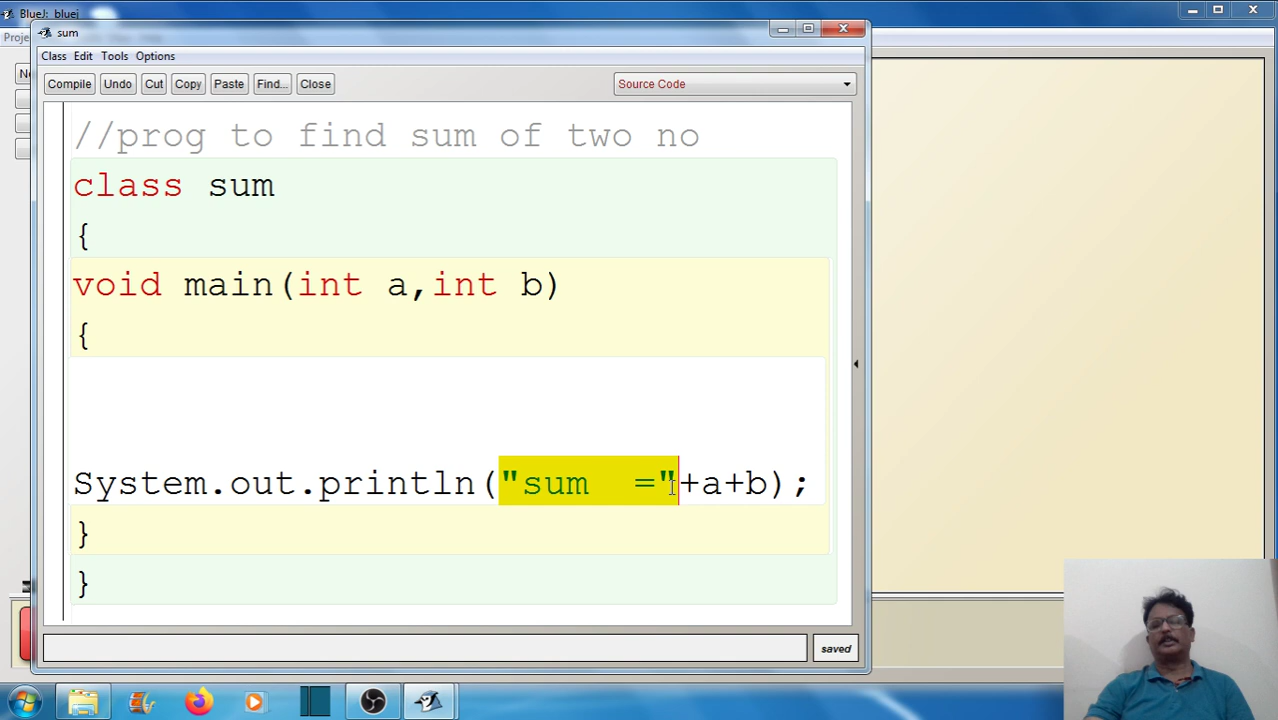 BlueJ: bluej
Proje
sum
Class Edit Tools Options
Compile Undo Cut Copy Paste Find... Close Source Code
//prog to find sum of two no
class sum
{
void main(int a,int b)
{
System.out.println("sum  ="+a+b);
}
}
saved